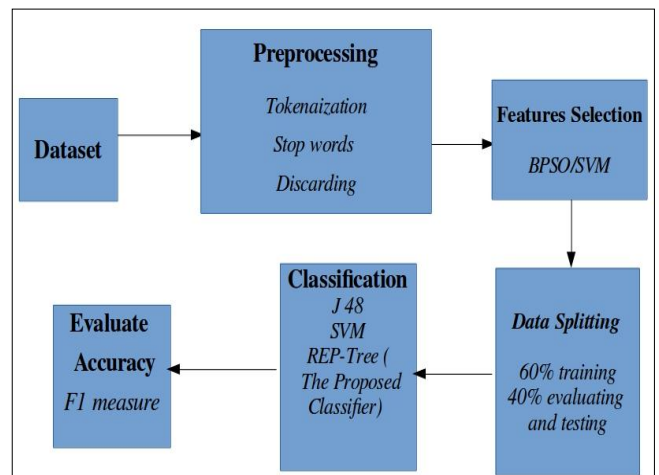 Dataset
Preprocessing
Tokenaization
Stop words
Discarding
Features Selection
BPSO/SVM
Data Splitting
60% training
40% evaluating
and testing
Classification
J 48
SVM
REP-Tree (
The Proposed
Classifier)
Evaluate
Accuracy
F1 measure